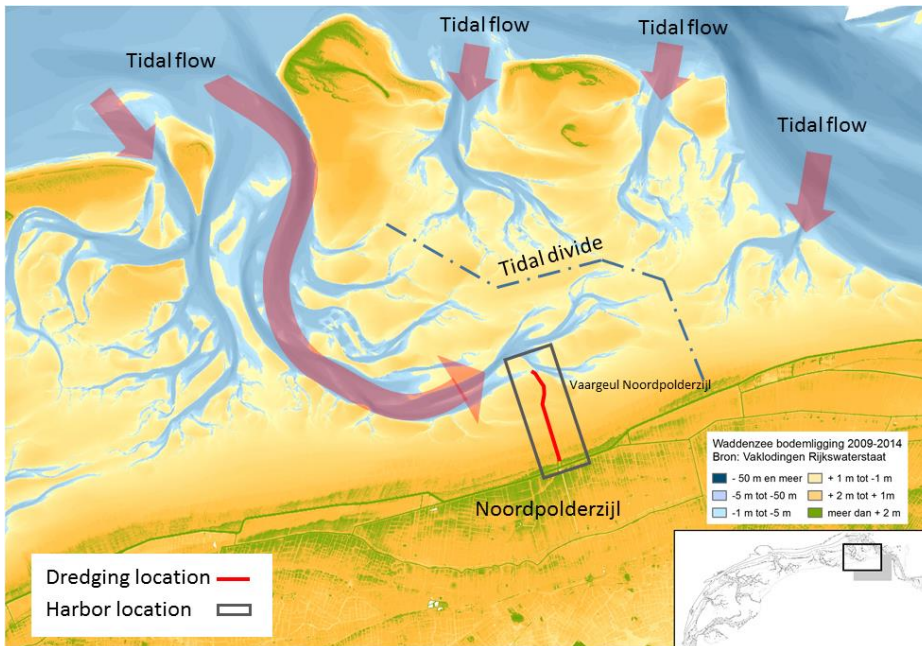 Tidal flow
Tidal flow
Tidal flow
Tidal flow
Tidal divide
Vaargeul Noordpolderzijl
Noordpolderzijl
Waddenzee bodemligging 2009-2014
Bron: Vaklodingen Rijkswaterstaat
- 50 m en meer
+ 1 m tot -1 m
-5 m tot -50 m
+ 2 m tot + 1m
-1 m tot -5 m
meer dan + 2 m
Dredging location
Harbor location